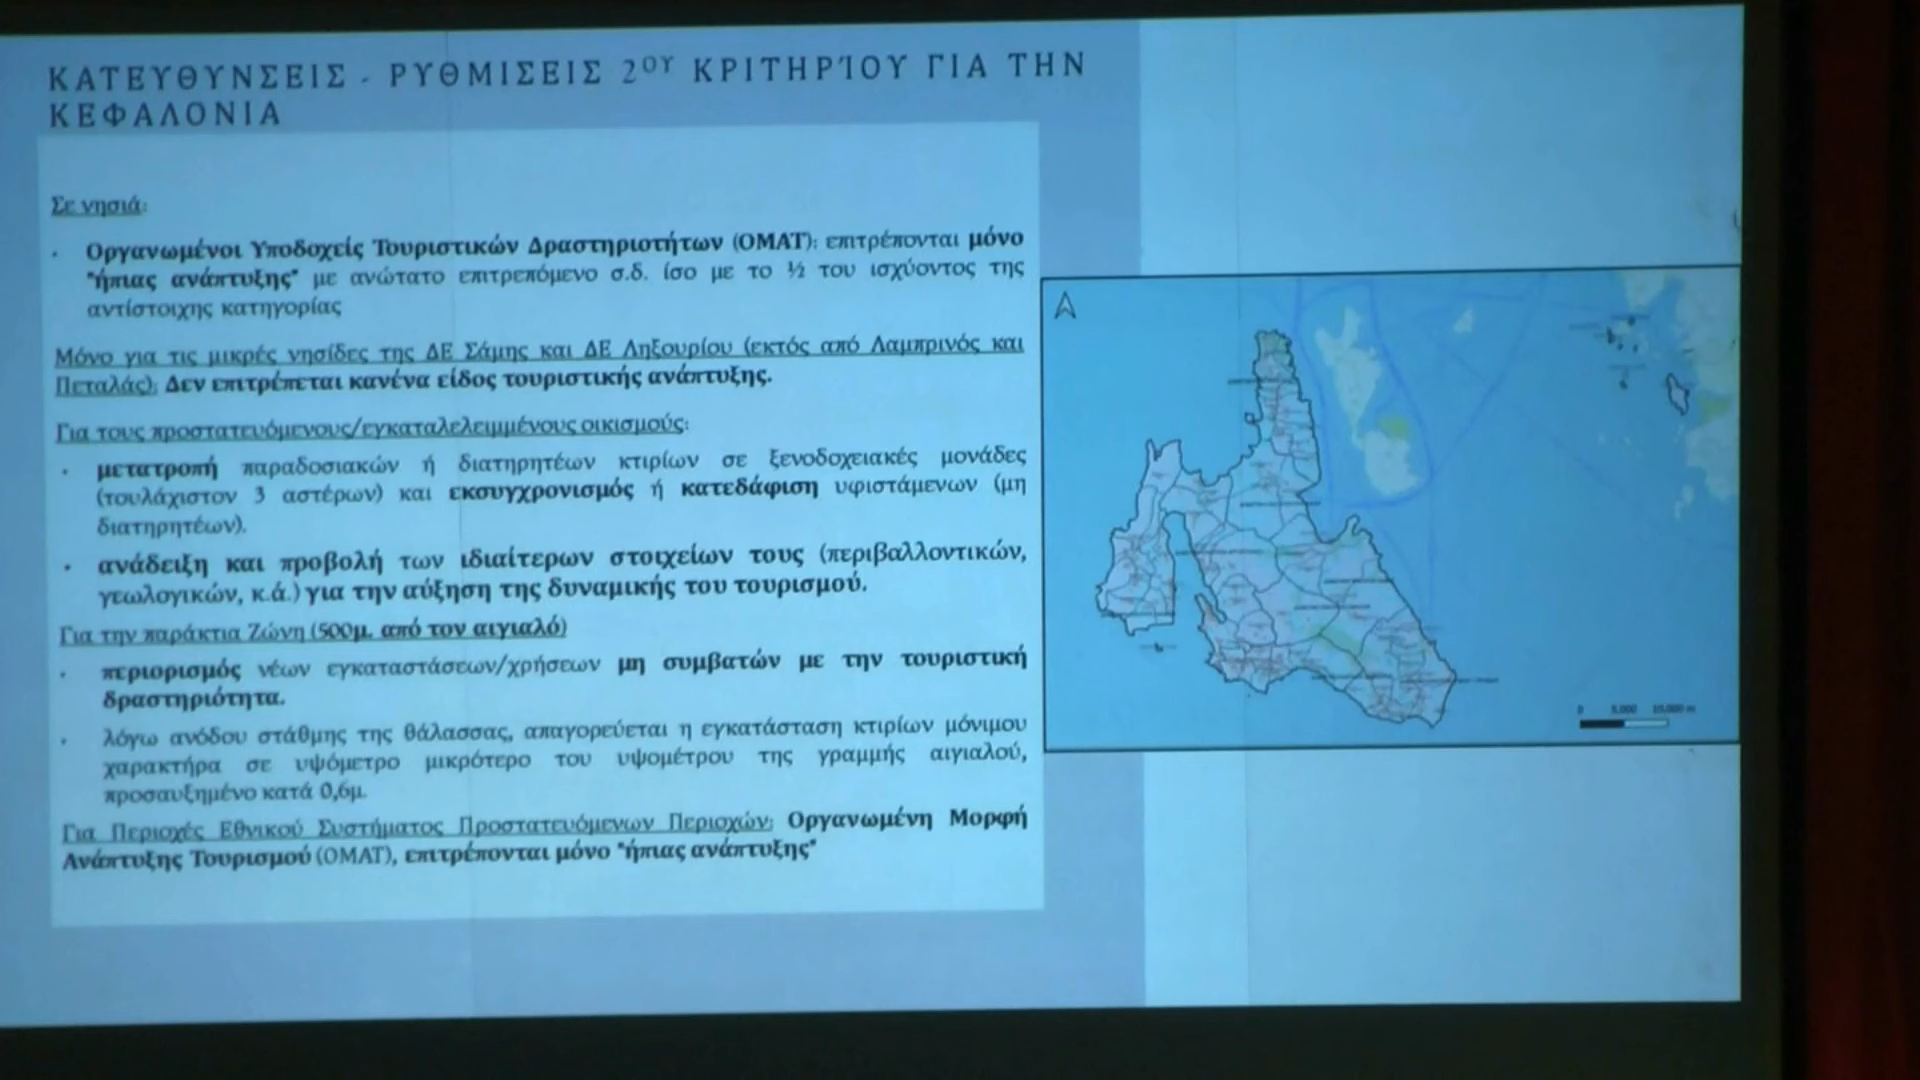 ΚΑΤΕΥΘΥΝΣΕΙΣ - ΡΥΘΜΙΣΕΙΣ 2ΟΥ ΚΡΙΤΗΡΊΟΥ ΓΙΑ ΤΗΝ
ΚΕΦΑΛΟΝΙΑ
Σε νησιά:
· Οργανωμένοι Υποδοχείς Τουριστικών Δραστηριοτήτων (ΟΜΑΤ): επιτρέπονται μόνο
"ήπιας ανάπτυξης" με ανώτατο επιτρεπόμενο σ.δ. ίσο με το ½ του ισχύοντος της
αντίστοιχης κατηγορίας
Μόνο για τις μικρές νησίδες της ΔΕ Σάμης και ΔΕ Ληξουρίου (εκτός από Λαμπρινός και
Πεταλάς): Δεν επιτρέπεται κανένα είδος τουριστικής ανάπτυξης.
Για τους προστατευόμενους/εγκαταλελειμμένους οικισμούς:
· μετατροπή παραδοσιακών ή διατηρητέων κτιρίων σε ξενοδοχειακές μονάδες
(τουλάχιστον 3 αστέρων) και εκσυγχρονισμός ή κατεδάφιση υφιστάμενων (μη
διατηρητέων).
· ανάδειξη και προβολή των ιδιαίτερων στοιχείων τους (περιβαλλοντικών,
γεωλογικών, κ.ά.) για την αύξηση της δυναμικής του τουρισμού.
Για την παράκτια Ζώνη (500μ. από τον αιγιαλό)
· περιορισμός νέων εγκαταστάσεων/χρήσεων μη συμβατών με την τουριστική
δραστηριότητα.
· λόγω ανόδου στάθμης της θάλασσας, απαγορεύεται η εγκατάσταση κτιρίων μόνιμου
χαρακτήρα σε υψόμετρο μικρότερο του υψομέτρου της γραμμής αιγιαλού,
προσαυξημένο κατά 0,6μ.
Για Περιοχές Εθνικού Συστήματος Προστατευόμενων Περιοχών: Οργανωμένη Μορφή
Ανάπτυξης Τουρισμού (ΟΜΑΤ), επιτρέπονται μόνο "ήπιας ανάπτυξης"
0 5,000 10,000 m